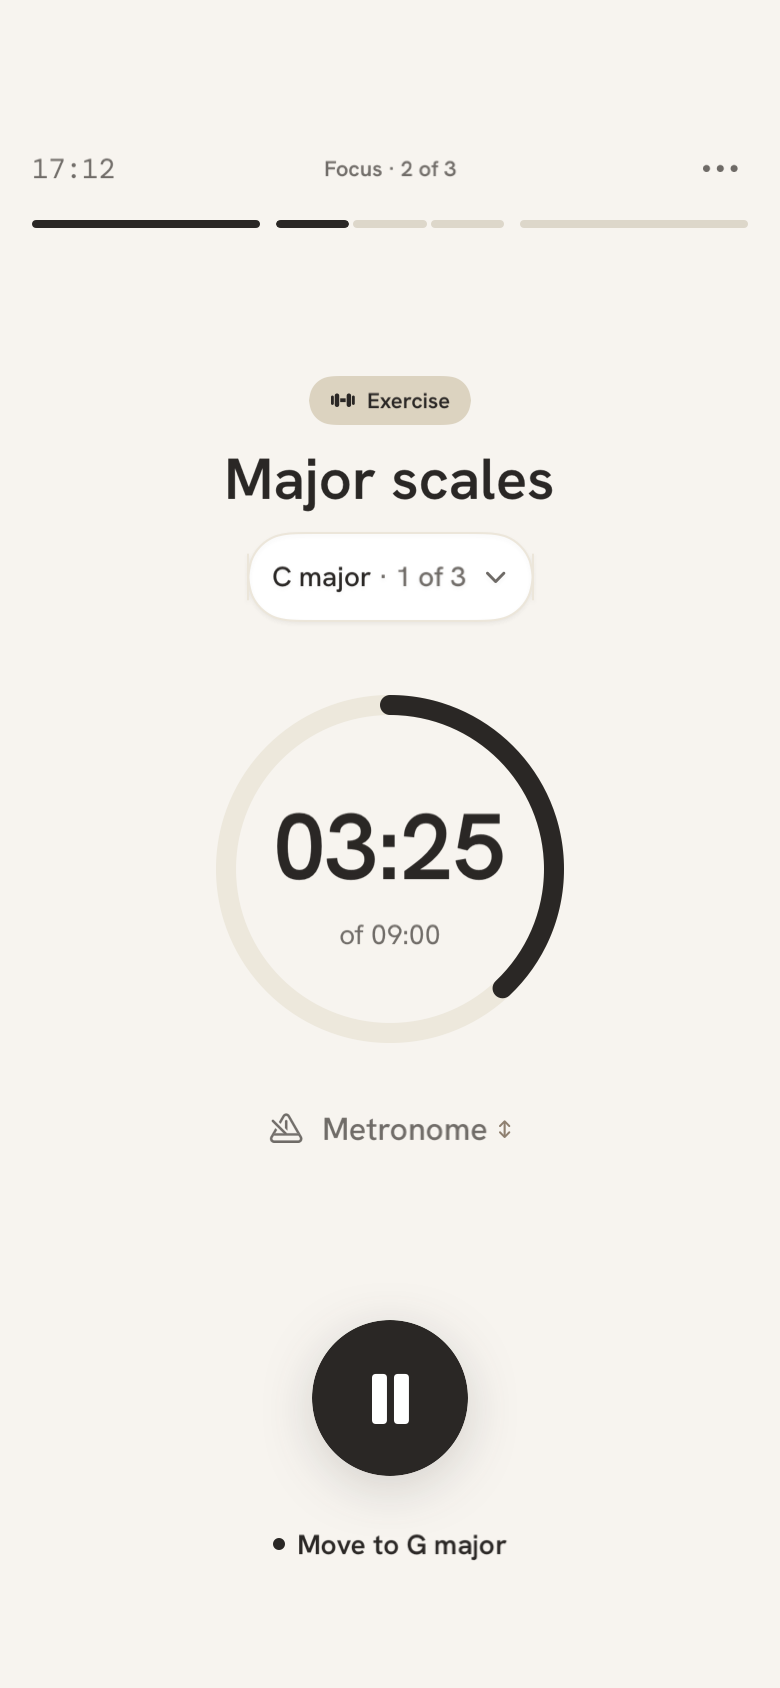 17:12
Focus · 2 of 3
Exercise
Major scales
C major · 1 of 3
03:25
of 09:00
Metronome
Move to G major